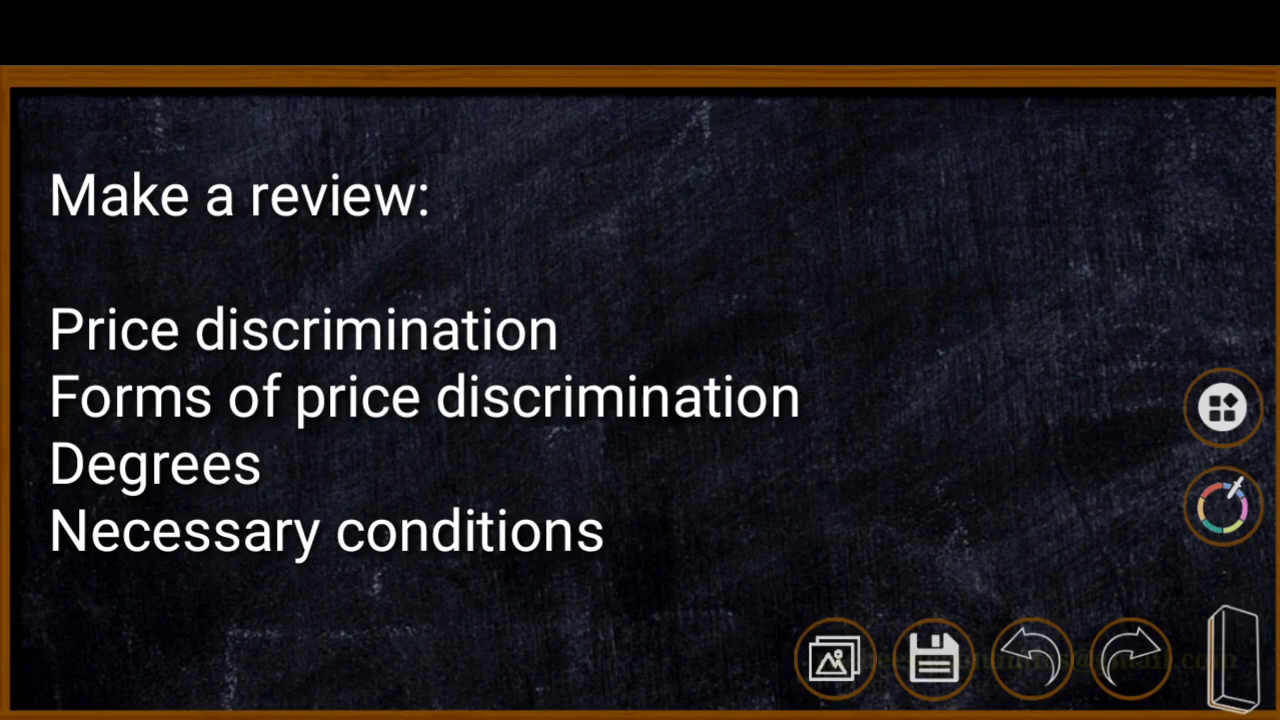 Make a review:
Price discrimination
Forms of price discrimination
Degrees
Necessary conditions